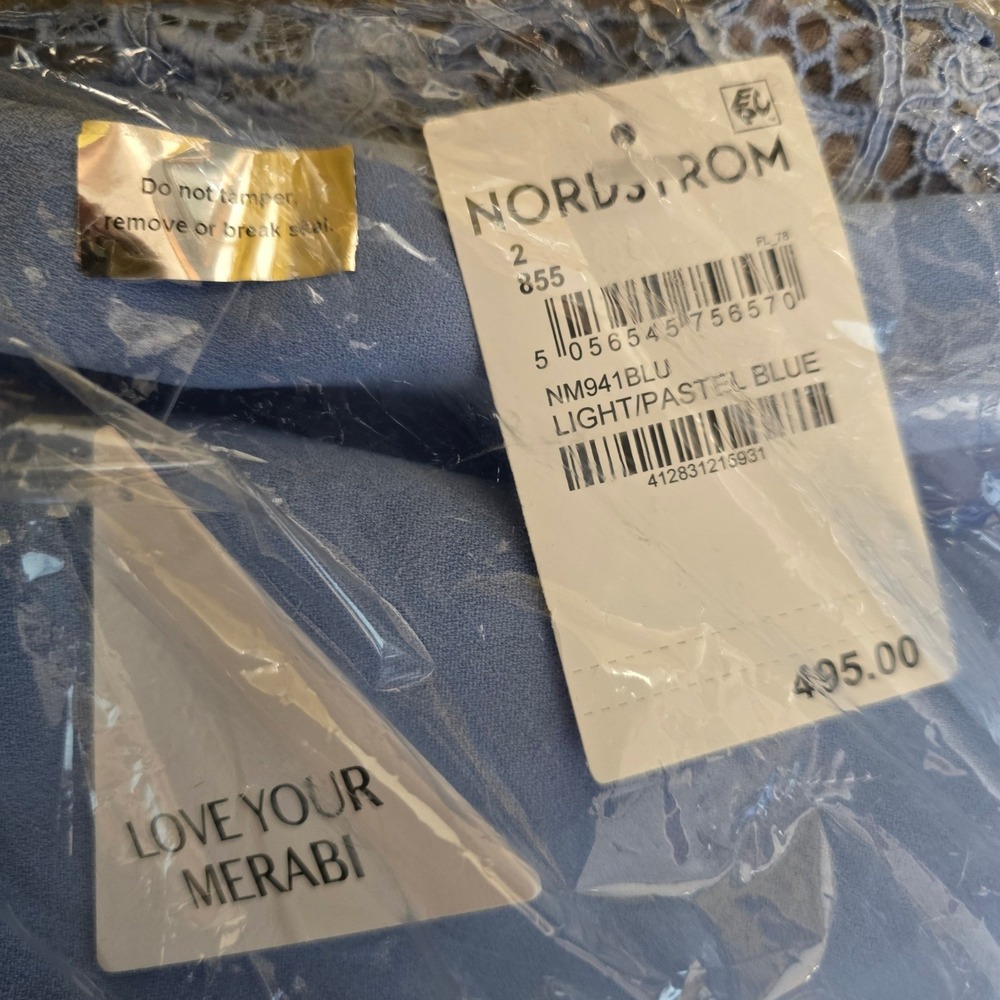 Do not tamper,
remove or break seal.
NORDSTROM
2
855
FL_78
5 056545 756570
NM941BLU
LIGHT/PASTEL BLUE
412831215931
495.00
LOVE YOUR
MERABI